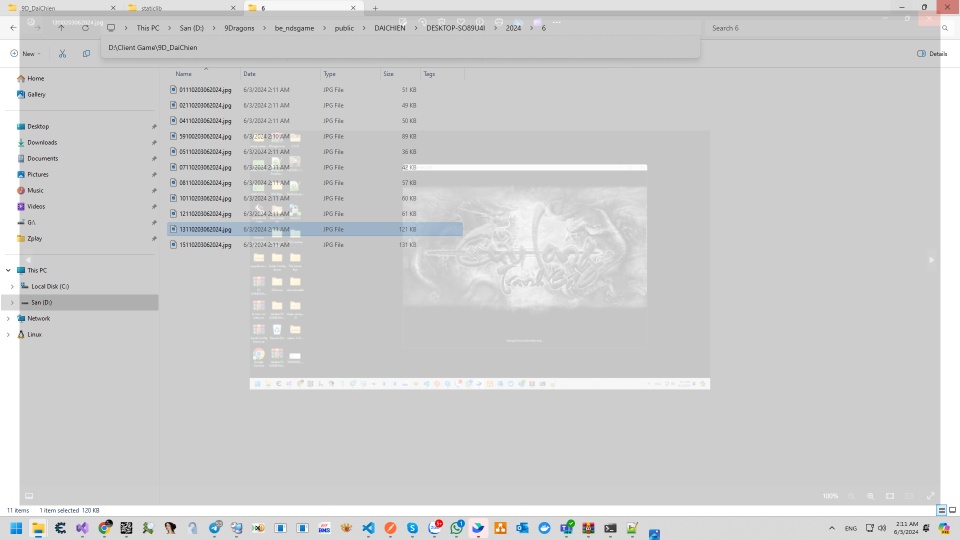 9D_DaiChien
staticlib
6
13110203062024.jpg
This PC > San (D:) > 9Dragons > be_ndsgame > public > DAICHIEN > DESKTOP-SO89U4I > 2024 > 6
Search 6
D:\Client Game\9D_DaiChien
New
Details
Name Date Type Size Tags
Home
Gallery
Desktop
Downloads
Documents
Pictures
Music
Videos
G:\
Zplay
This PC
Local Disk (C:)
San (D:)
Network
Linux
01110203062024.jpg 6/3/2024 2:11 AM JPG File 51 KB
02110203062024.jpg 6/3/2024 2:11 AM JPG File 49 KB
04110203062024.jpg 6/3/2024 2:11 AM JPG File 90 KB
59100203062024.jpg 6/3/2024 2:10 AM JPG File 89 KB
05110203062024.jpg 6/3/2024 2:11 AM JPG File 36 KB
07110203062024.jpg 6/3/2024 2:11 AM JPG File 42 KB
08110203062024.jpg 6/3/2024 2:11 AM JPG File 57 KB
10110203062024.jpg 6/3/2024 2:11 AM JPG File 60 KB
12110203062024.jpg 6/3/2024 2:11 AM JPG File 61 KB
13110203062024.jpg 6/3/2024 2:11 AM JPG File 121 KB
15110203062024.jpg 6/3/2024 2:11 AM JPG File 131 KB
100%
11 items 1 item selected 120 KB
ENG
2:11 AM
6/3/2024